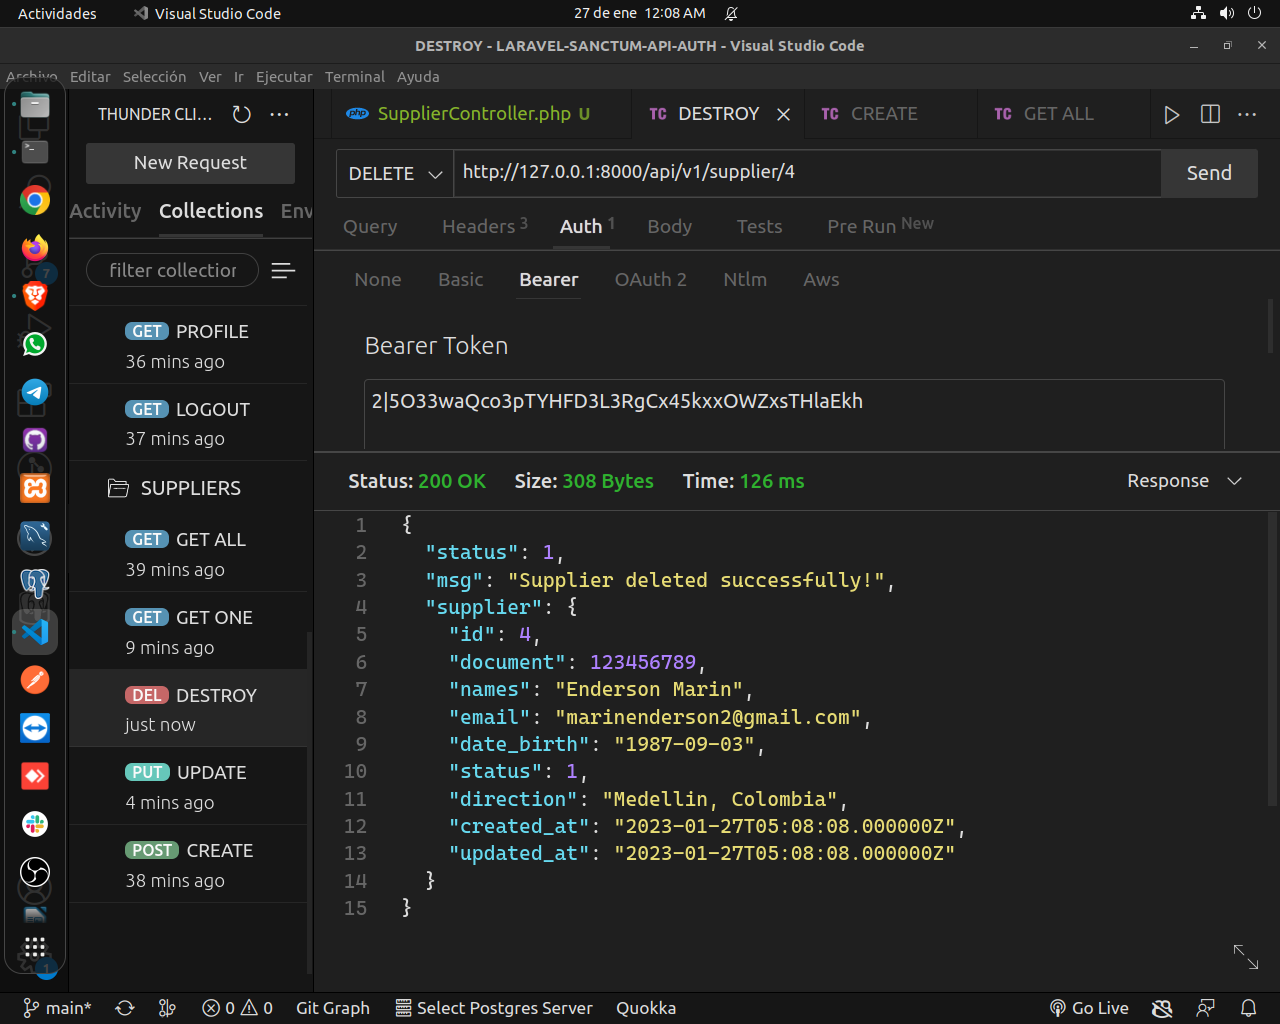 Actividades
Visual Studio Code
27 de ene 12:08 AM
DESTROY - LARAVEL-SANCTUM-API-AUTH - Visual Studio Code
Archivo Editar Selección Ver Ir Ejecutar Terminal Ayuda
THUNDER CLI...
New Request
Activity Collections Env
filter collection
GET PROFILE
36 mins ago
GET LOGOUT
37 mins ago
SUPPLIERS
GET GET ALL
39 mins ago
GET GET ONE
9 mins ago
DEL DESTROY
just now
PUT UPDATE
4 mins ago
POST CREATE
38 mins ago
7
1
php SupplierController.php U
TC DESTROY
TC CREATE
TC GET ALL
DELETE http://127.0.0.1:8000/api/v1/supplier/4 Send
Query Headers 3 Auth 1 Body Tests Pre Run New
None Basic Bearer OAuth 2 Ntlm Aws
Bearer Token
2|5O33waQco3pTYHFD3L3RgCx45kxxOWZxsTHlaEkh
Status: 200 OK Size: 308 Bytes Time: 126 ms Response
1 {
2 "status": 1,
3 "msg": "Supplier deleted successfully!",
4 "supplier": {
5 "id": 4,
6 "document": 123456789,
7 "names": "Enderson Marin",
8 "email": "marinenderson2@gmail.com",
9 "date_birth": "1987-09-03",
10 "status": 1,
11 "direction": "Medellin, Colombia",
12 "created_at": "2023-01-27T05:08:08.000000Z",
13 "updated_at": "2023-01-27T05:08:08.000000Z"
14 }
15 }
main* 0 0 Git Graph Select Postgres Server Quokka Go Live